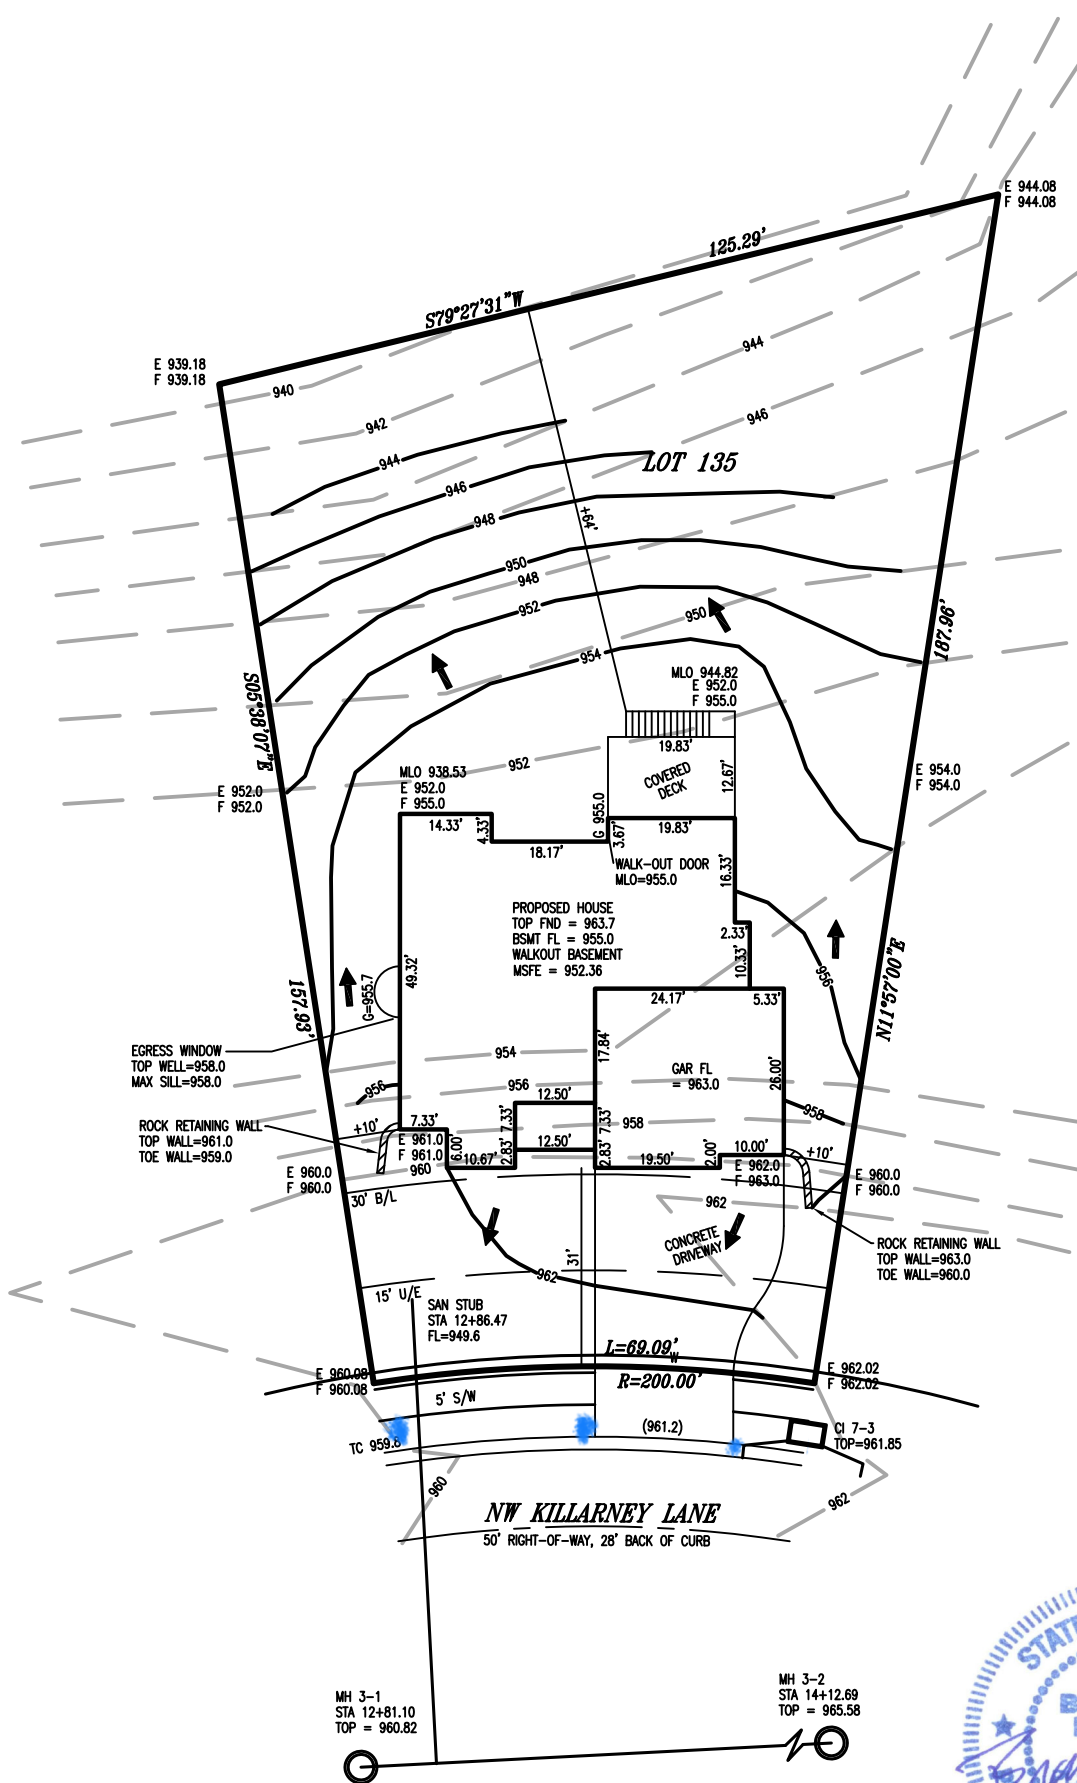 E 944.08
F 944.08
125.29'
S79°27'31"W
E 939.18
F 939.18
940
944
942
946
944
LOT 135
946
948
+64'
950
948
952
950
187.96'
954
S05°38'07"E
MLO 944.82
E 952.0
F 955.0
19.83'
952
COVERED
DECK
12.67'
MLO 938.53
E 952.0
F 955.0
E 954.0
F 954.0
E 952.0
F 952.0
14.33'
4.33'
18.17'
G 955.0
3.67'
19.83'
WALK-OUT DOOR
MLO=955.0
16.33'
PROPOSED HOUSE
TOP FND = 963.7
BSMT FL = 955.0
WALKOUT BASEMENT
MSFE = 952.36
2.33'
10.33'
N11°57'00"E
956
49.32'
G=955.7
157.93'
24.17'
5.33'
EGRESS WINDOW
TOP WELL=958.0
MAX SILL=958.0
954
17.84'
GAR FL
= 963.0
26.00'
956
956
12.50'
958
958
ROCK RETAINING WALL
TOP WALL=961.0
TOE WALL=959.0
+10'
7.33'
E 961.0
F 961.0
6.00'
7.33'
2.83'
12.50'
7.33'
2.83'
10.67'
19.50'
2.00'
10.00'
E 962.0
F 963.0
+10'
960
E 960.0
F 960.0
E 960.0
F 960.0
30' B/L
962
CONCRETE
DRIVEWAY
ROCK RETAINING WALL
TOP WALL=963.0
TOE WALL=960.0
31'
962
15' U/E
SAN STUB
STA 12+86.47
FL=949.6
L=69.09'
W
R=200.00'
E 960.08
F 960.08
E 962.02
F 962.02
5' S/W
(961.2)
CI 7-3
TOP=961.85
TC 959.8
960
962
NW KILLARNEY LANE
50' RIGHT-OF-WAY, 28' BACK OF CURB
MH 3-1
STA 12+81.10
TOP = 960.82
MH 3-2
STA 14+12.69
TOP = 965.58